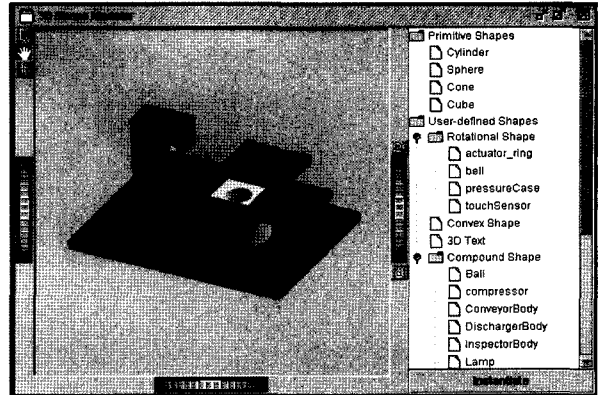 Primitive Shapes
Cylinder
Sphere
Cone
Cube
User-defined Shapes
Rotational Shape
actuator_ring
bell
pressureCase
touchSensor
Convex Shape
3D Text
Compound Shape
Ball
compressor
ConveyorBody
DischargerBody
InspectorBody
Lamp